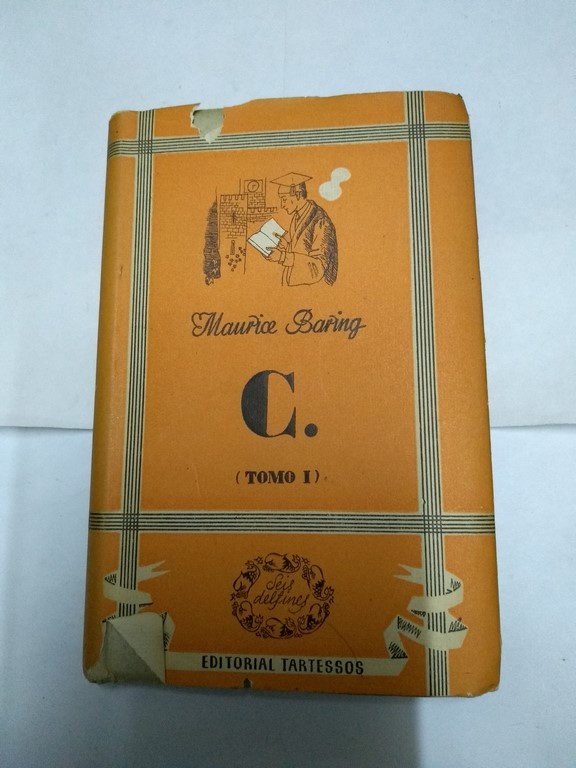 Maurice Baring
C.
(TOMO I)
Seis
delfines
EDITORIAL TARTESSOS